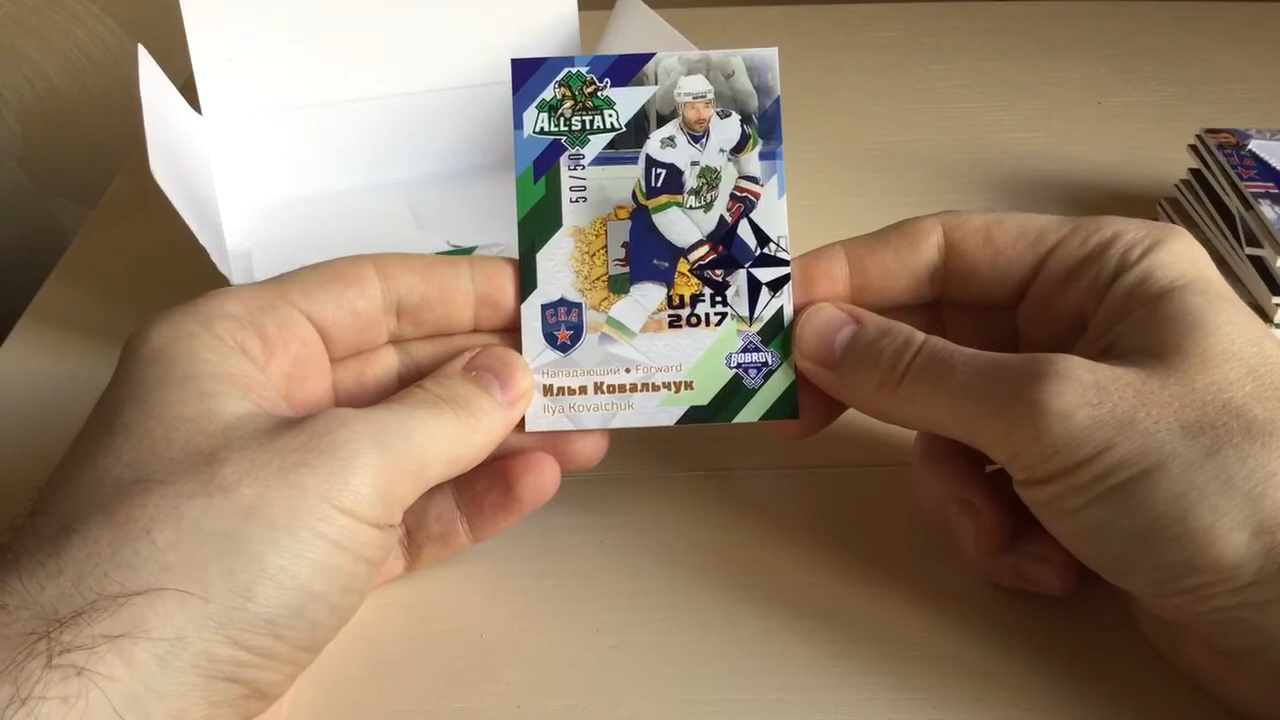 ALL STAR
50/50
17
ALL STAR
UFA
2017
СКА
BOBROV
Нападающий ◆ Forward
Илья Ковальчук
Ilya Kovalchuk